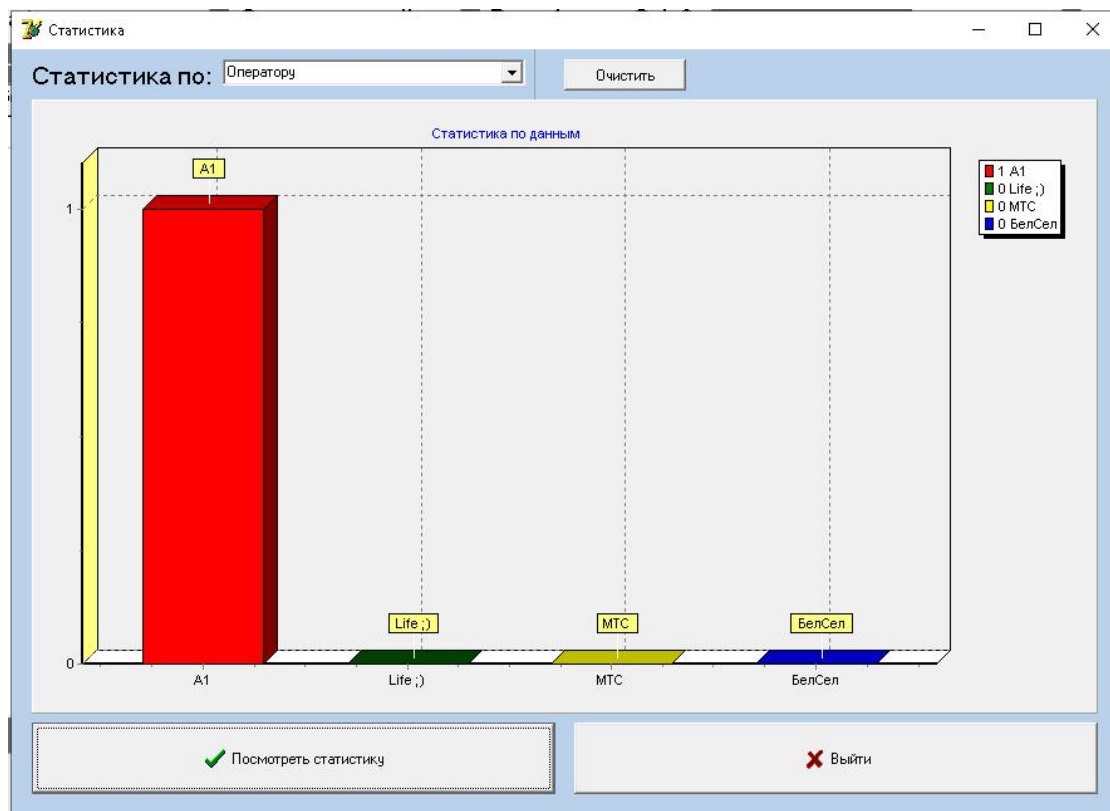 Статистика
Статистика по: Оператору Очистить
Статистика по данным
A1
1 A1
0 Life ;)
0 МТС
0 БелСел
1
Life ;) МТС БелСел
0
A1 Life ;) МТС БелСел
Посмотреть статистику Выйти